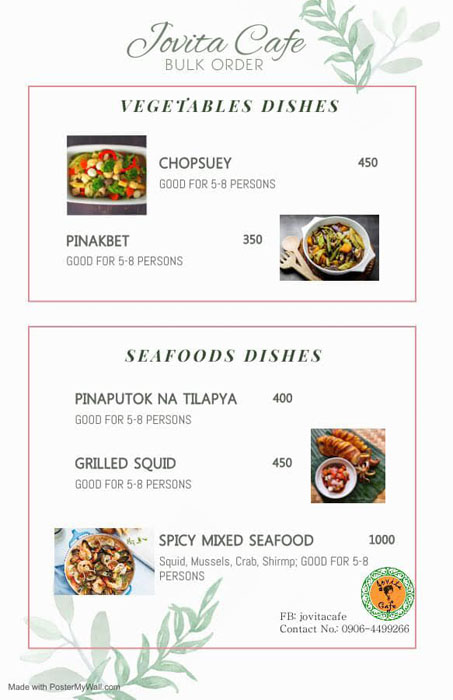 Jovita Cafe
BULK ORDER
VEGETABLES DISHES
CHOPSUEY 450
GOOD FOR 5-8 PERSONS
PINAKBET 350
GOOD FOR 5-8 PERSONS
SEAFOODS DISHES
PINAPUTOK NA TILAPYA 400
GOOD FOR 5-8 PERSONS
GRILLED SQUID 450
GOOD FOR 5-8 PERSONS
SPICY MIXED SEAFOOD 1000
Squid, Mussels, Crab, Shirmp; GOOD FOR 5-8
PERSONS
Jovita
Cafe
FB: jovitacafe
Contact No.: 0906-4499266
Made with PosterMyWall.com